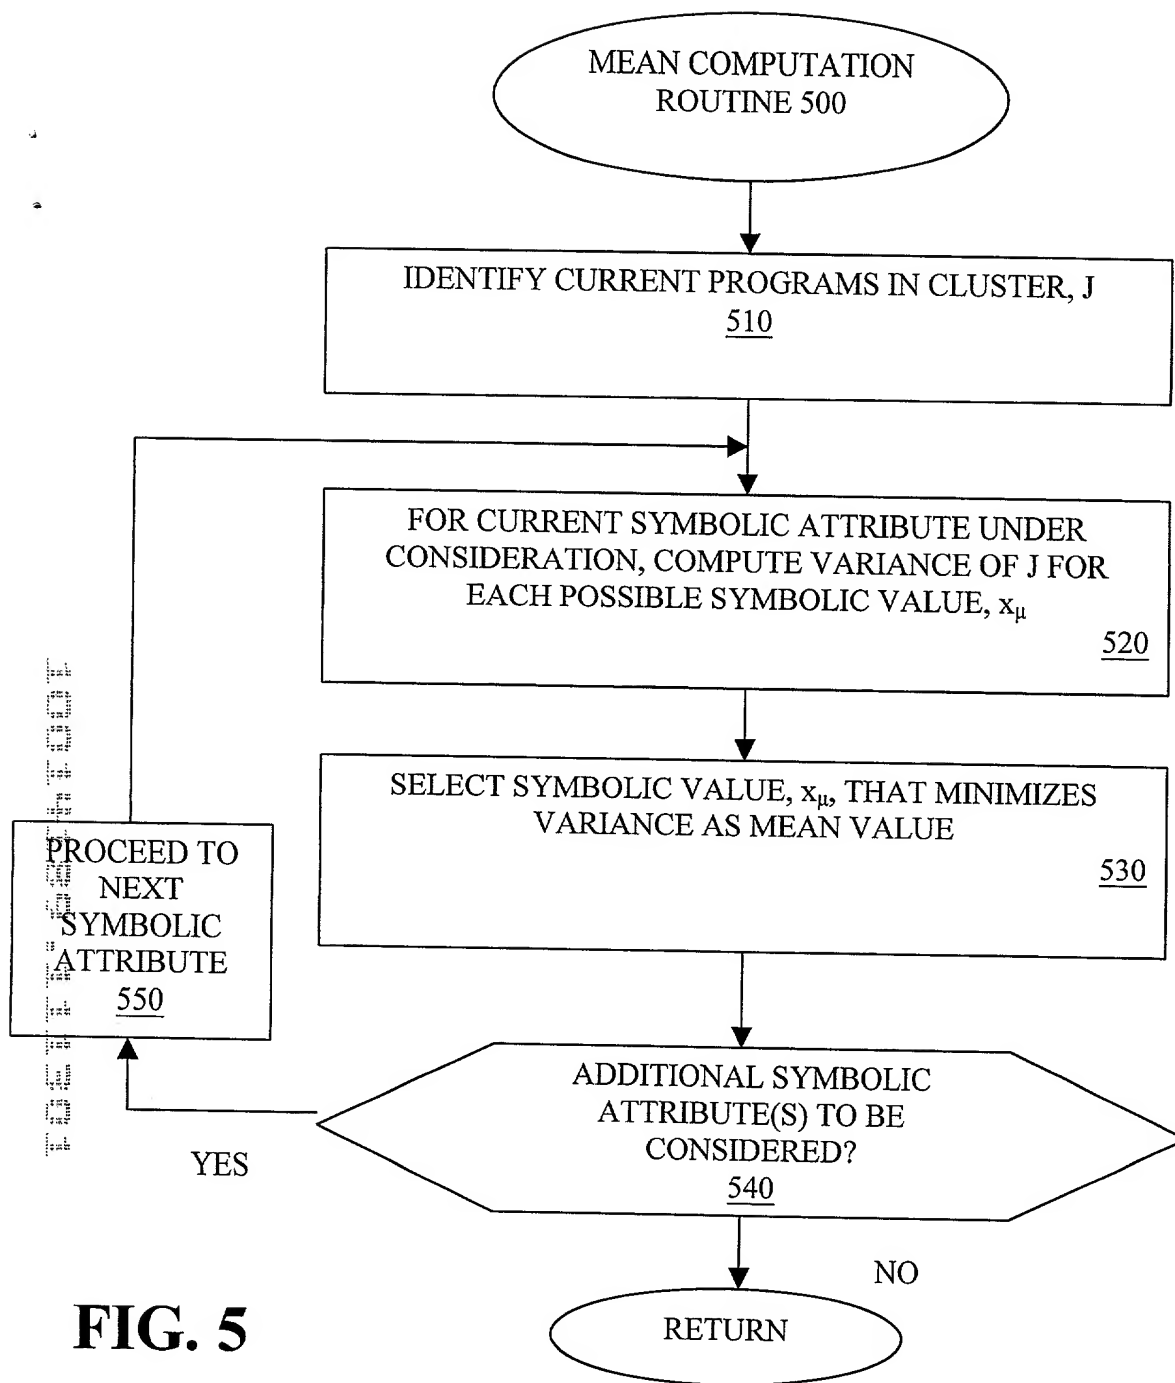 MEAN COMPUTATION
ROUTINE 500
IDENTIFY CURRENT PROGRAMS IN CLUSTER, J
510
FOR CURRENT SYMBOLIC ATTRIBUTE UNDER
CONSIDERATION, COMPUTE VARIANCE OF J FOR
EACH POSSIBLE SYMBOLIC VALUE, xμ
520
SELECT SYMBOLIC VALUE, xμ, THAT MINIMIZES
VARIANCE AS MEAN VALUE
530
PROCEED TO
NEXT
SYMBOLIC
ATTRIBUTE
550
ADDITIONAL SYMBOLIC
ATTRIBUTE(S) TO BE
CONSIDERED?
540
YES
NO
RETURN
FIG. 5